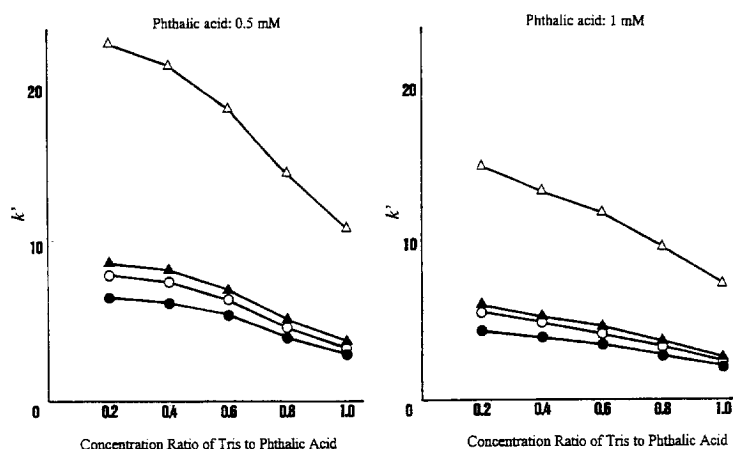 Phthalic acid: 0.5 mM
20
10
0
k'
0.2 0.4 0.6 0.8 1.0
Concentration Ratio of Tris to Phthalic Acid
Phthalic acid: 1 mM
20
10
0
k'
0.2 0.4 0.6 0.8 1.0
Concentration Ratio of Tris to Phthalic Acid